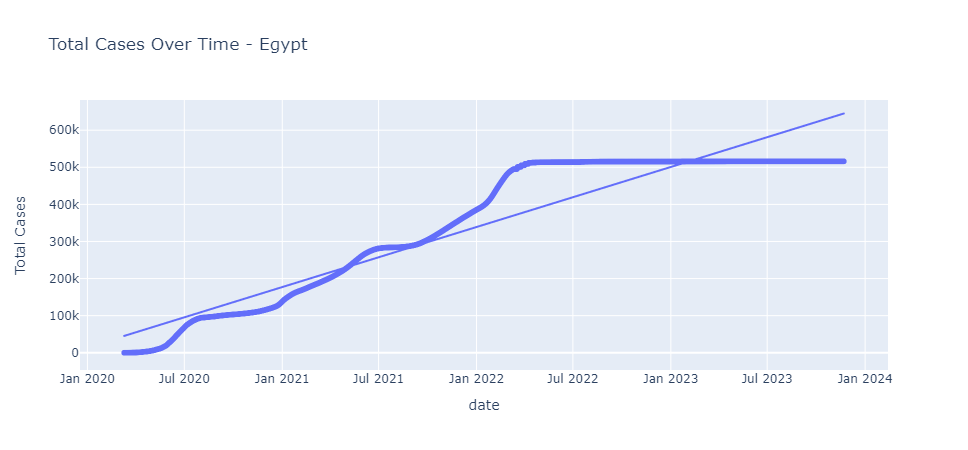 Total Cases Over Time - Egypt
Total Cases
600k
500k
400k
300k
200k
100k
0
Jan 2020 Jul 2020 Jan 2021 Jul 2021 Jan 2022 Jul 2022 Jan 2023 Jul 2023 Jan 2024
date